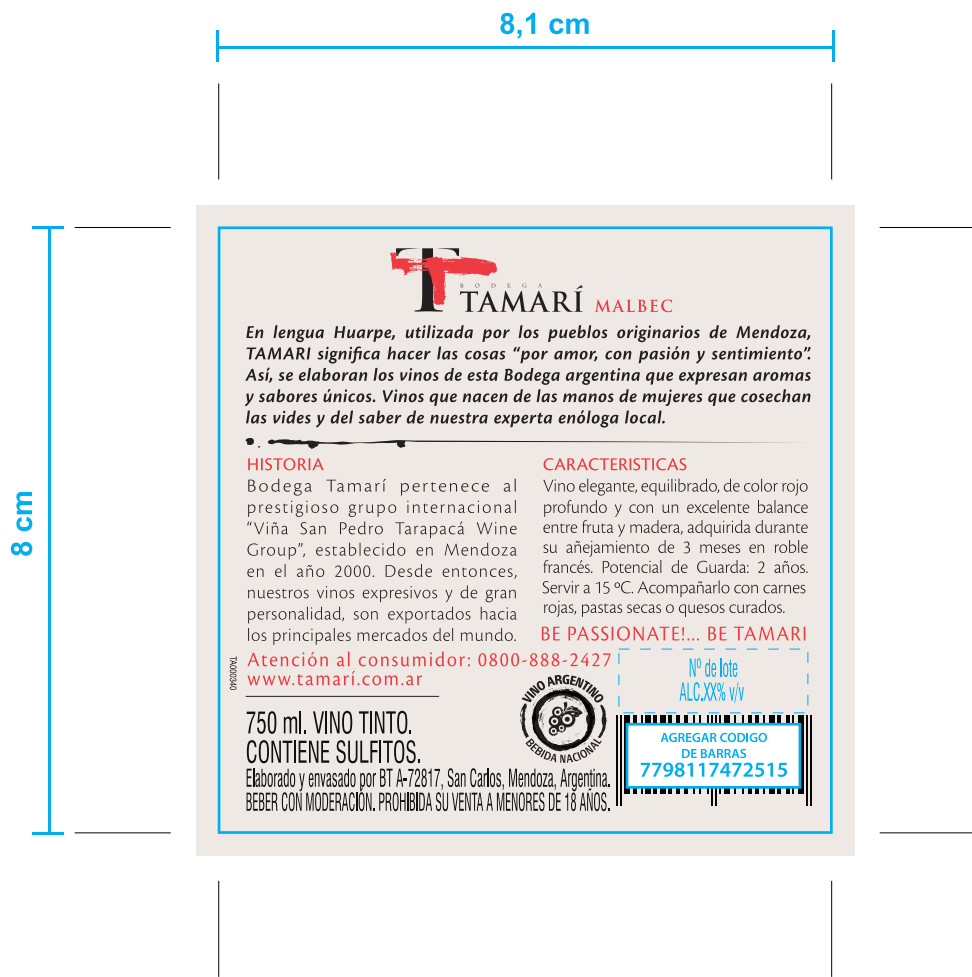 8,1 cm
8 cm
BODEGA
TAMARÍ MALBEC
En lengua Huarpe, utilizada por los pueblos originarios de Mendoza,
TAMARI significa hacer las cosas “por amor, con pasión y sentimiento”.
Así, se elaboran los vinos de esta Bodega argentina que expresan aromas
y sabores únicos. Vinos que nacen de las manos de mujeres que cosechan
las vides y del saber de nuestra experta enóloga local.
HISTORIA
Bodega Tamarí pertenece al
prestigioso grupo internacional
“Viña San Pedro Tarapacá Wine
Group”, establecido en Mendoza
en el año 2000. Desde entonces,
nuestros vinos expresivos y de gran
personalidad, son exportados hacia
los principales mercados del mundo.
CARACTERISTICAS
Vino elegante, equilibrado, de color rojo
profundo y con un excelente balance
entre fruta y madera, adquirida durante
su añejamiento de 3 meses en roble
francés. Potencial de Guarda: 2 años.
Servir a 15 ºC. Acompañarlo con carnes
rojas, pastas secas o quesos curados.
BE PASSIONATE!... BE TAMARI
Atención al consumidor: 0800-888-2427
www.tamarí.com.ar
TA000340
750 ml. VINO TINTO.
CONTIENE SULFITOS.
Elaborado y envasado por BT A-72817, San Carlos, Mendoza, Argentina.
BEBER CON MODERACIÓN. PROHIBIDA SU VENTA A MENORES DE 18 AÑOS.
VINO ARGENTINO
BEBIDA NACIONAL
Nº de lote
ALC.XX% v/v
AGREGAR CODIGO
DE BARRAS
7798117472515